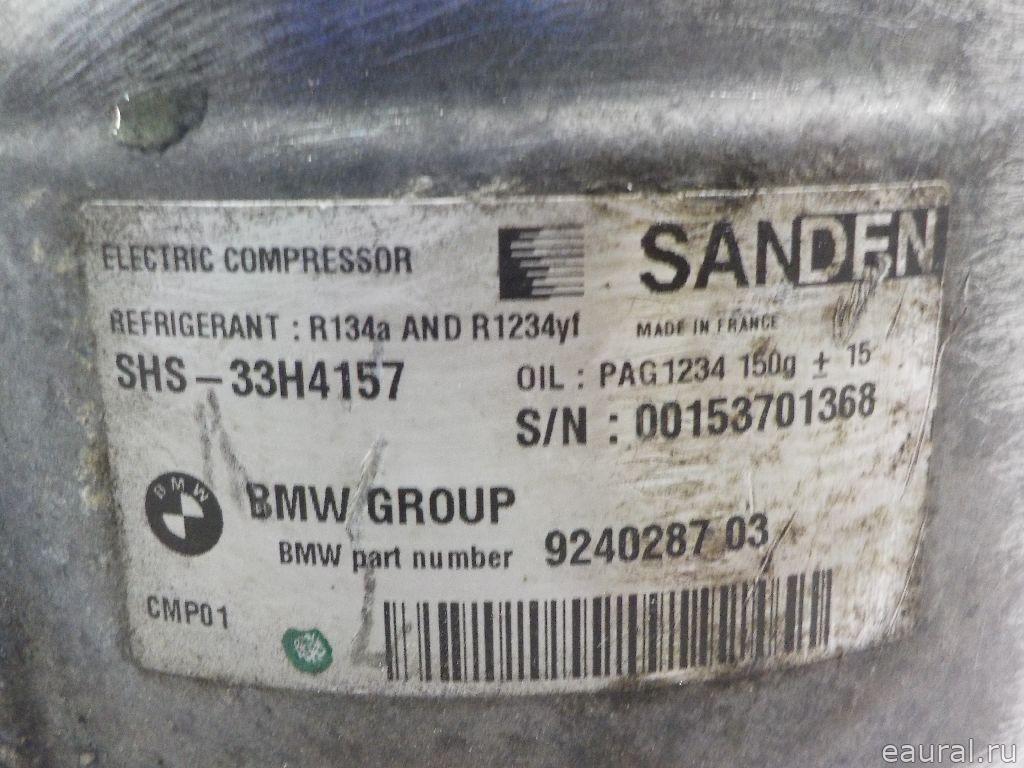 ELECTRIC COMPRESSOR
SANDEN
REFRIGERANT : R134a AND R1234yf
MADE IN FRANCE
SHS - 33H4157
OIL : PAG1234 150g ± 15
S/N : 00153701368
BMW
BMW GROUP
BMW part number 9240287 03
CMP01
eaural.ru